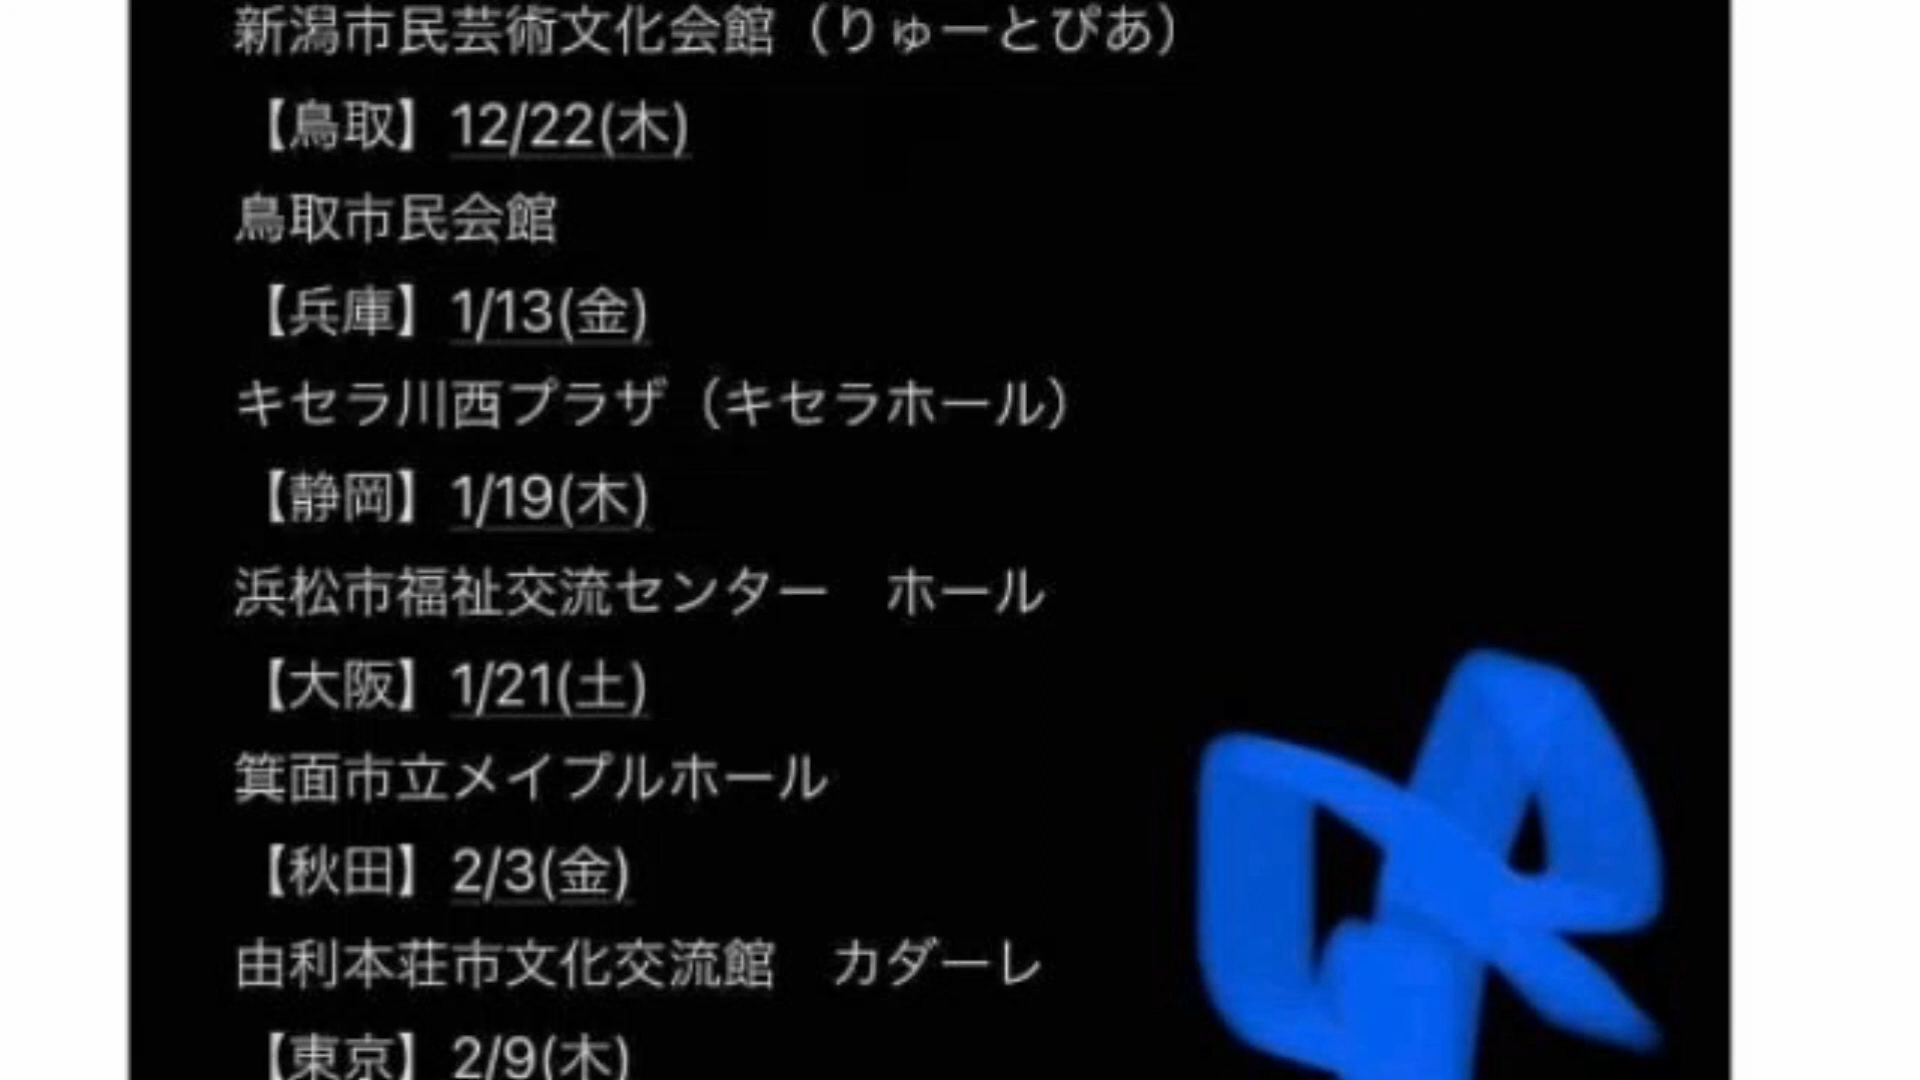 新潟市民芸術文化会館（りゅーとぴあ）
【鳥取】12/22(木)
鳥取市民会館
【兵庫】1/13(金)
キセラ川西プラザ（キセラホール）
【静岡】1/19(木)
浜松市福祉交流センター　ホール
【大阪】1/21(土)
箕面市立メイプルホール
【秋田】2/3(金)
由利本荘市文化交流館　カダーレ
【東京】2/9(木)